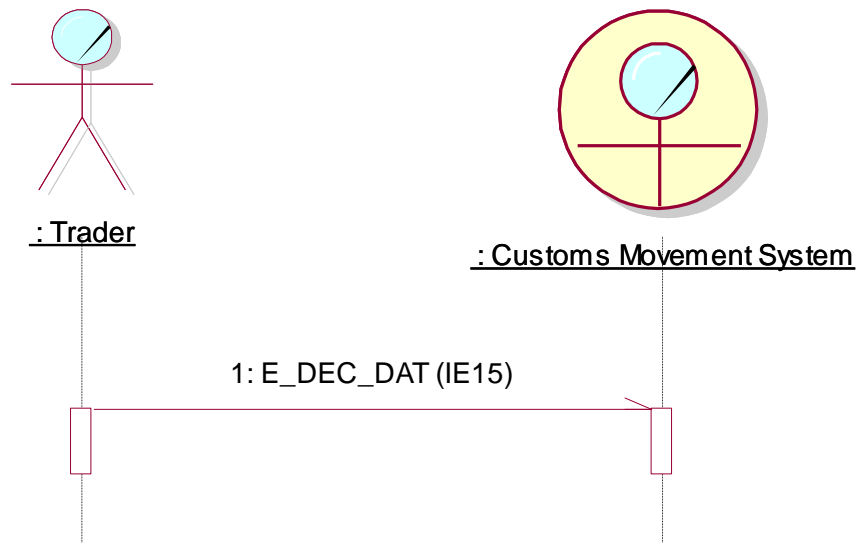 : Trader
: Customs Movement System
1: E_DEC_DAT (IE15)